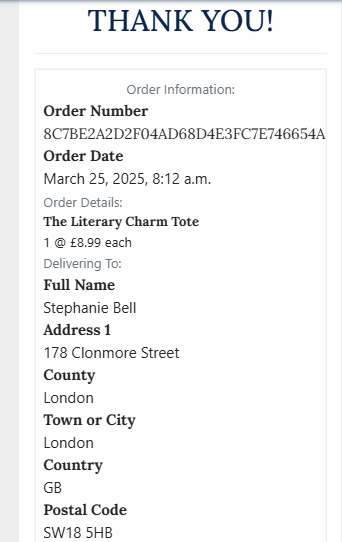 THANK YOU!
Order Information:
Order Number
8C7BE2A2D2F04AD68D4E3FC7E746654A
Order Date
March 25, 2025, 8:12 a.m.
Order Details:
The Literary Charm Tote
1 @ £8.99 each
Delivering To:
Full Name
Stephanie Bell
Address 1
178 Clonmore Street
County
London
Town or City
London
Country
GB
Postal Code
SW18 5HB